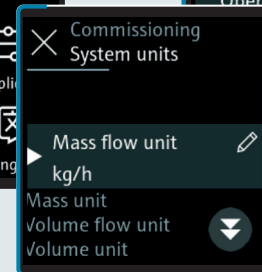 Commissioning
System units
Mass flow unit
kg/h
Mass unit
Volume flow unit
Volume unit